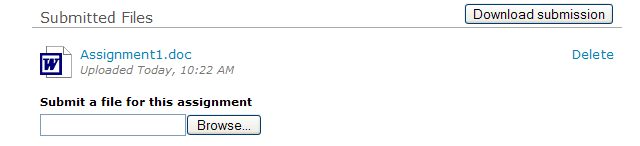 Submitted Files
Download submission
Assignment1.doc
Delete
Uploaded Today, 10:22 AM
Submit a file for this assignment
Browse...